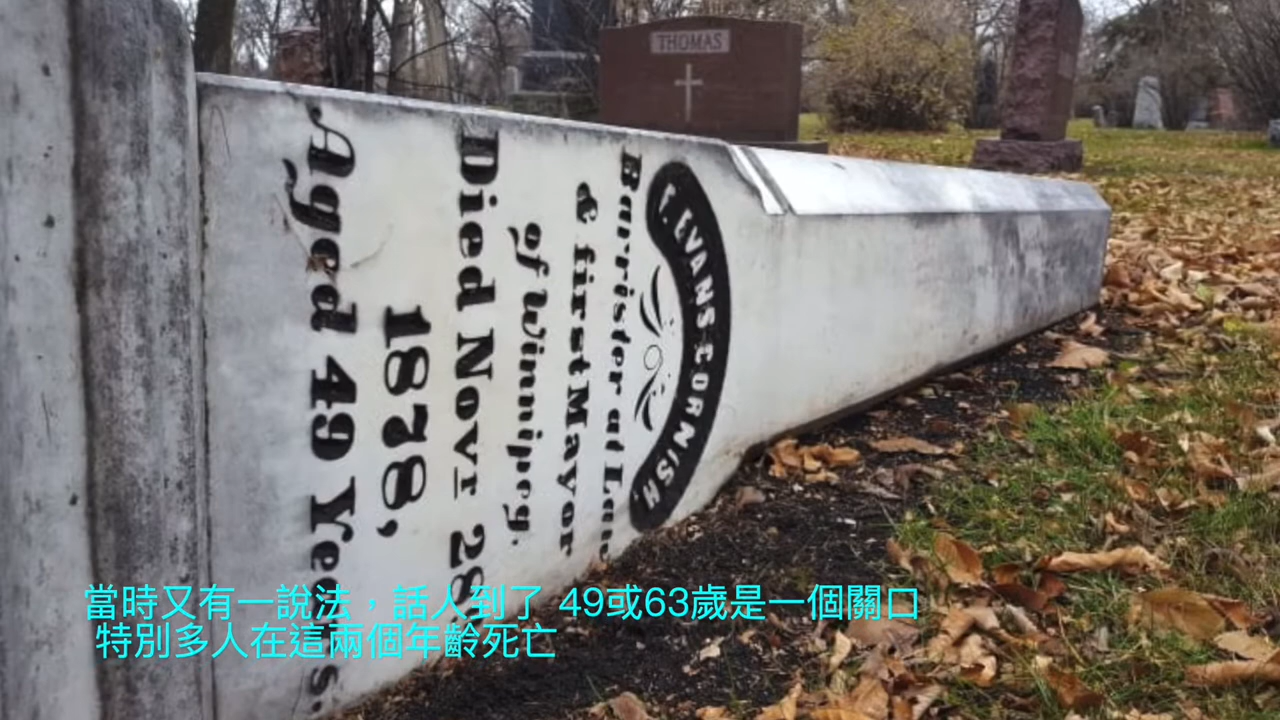 THOMAS
F. EVANS CORNISH,
Barrister at Law
& first Mayor
of Winnipeg.
Died Novr 28
1878,
Aged 49 Years.
當時又有一說法，話人到了 49或63歲是一個關口
特別多人在這兩個年齡死亡